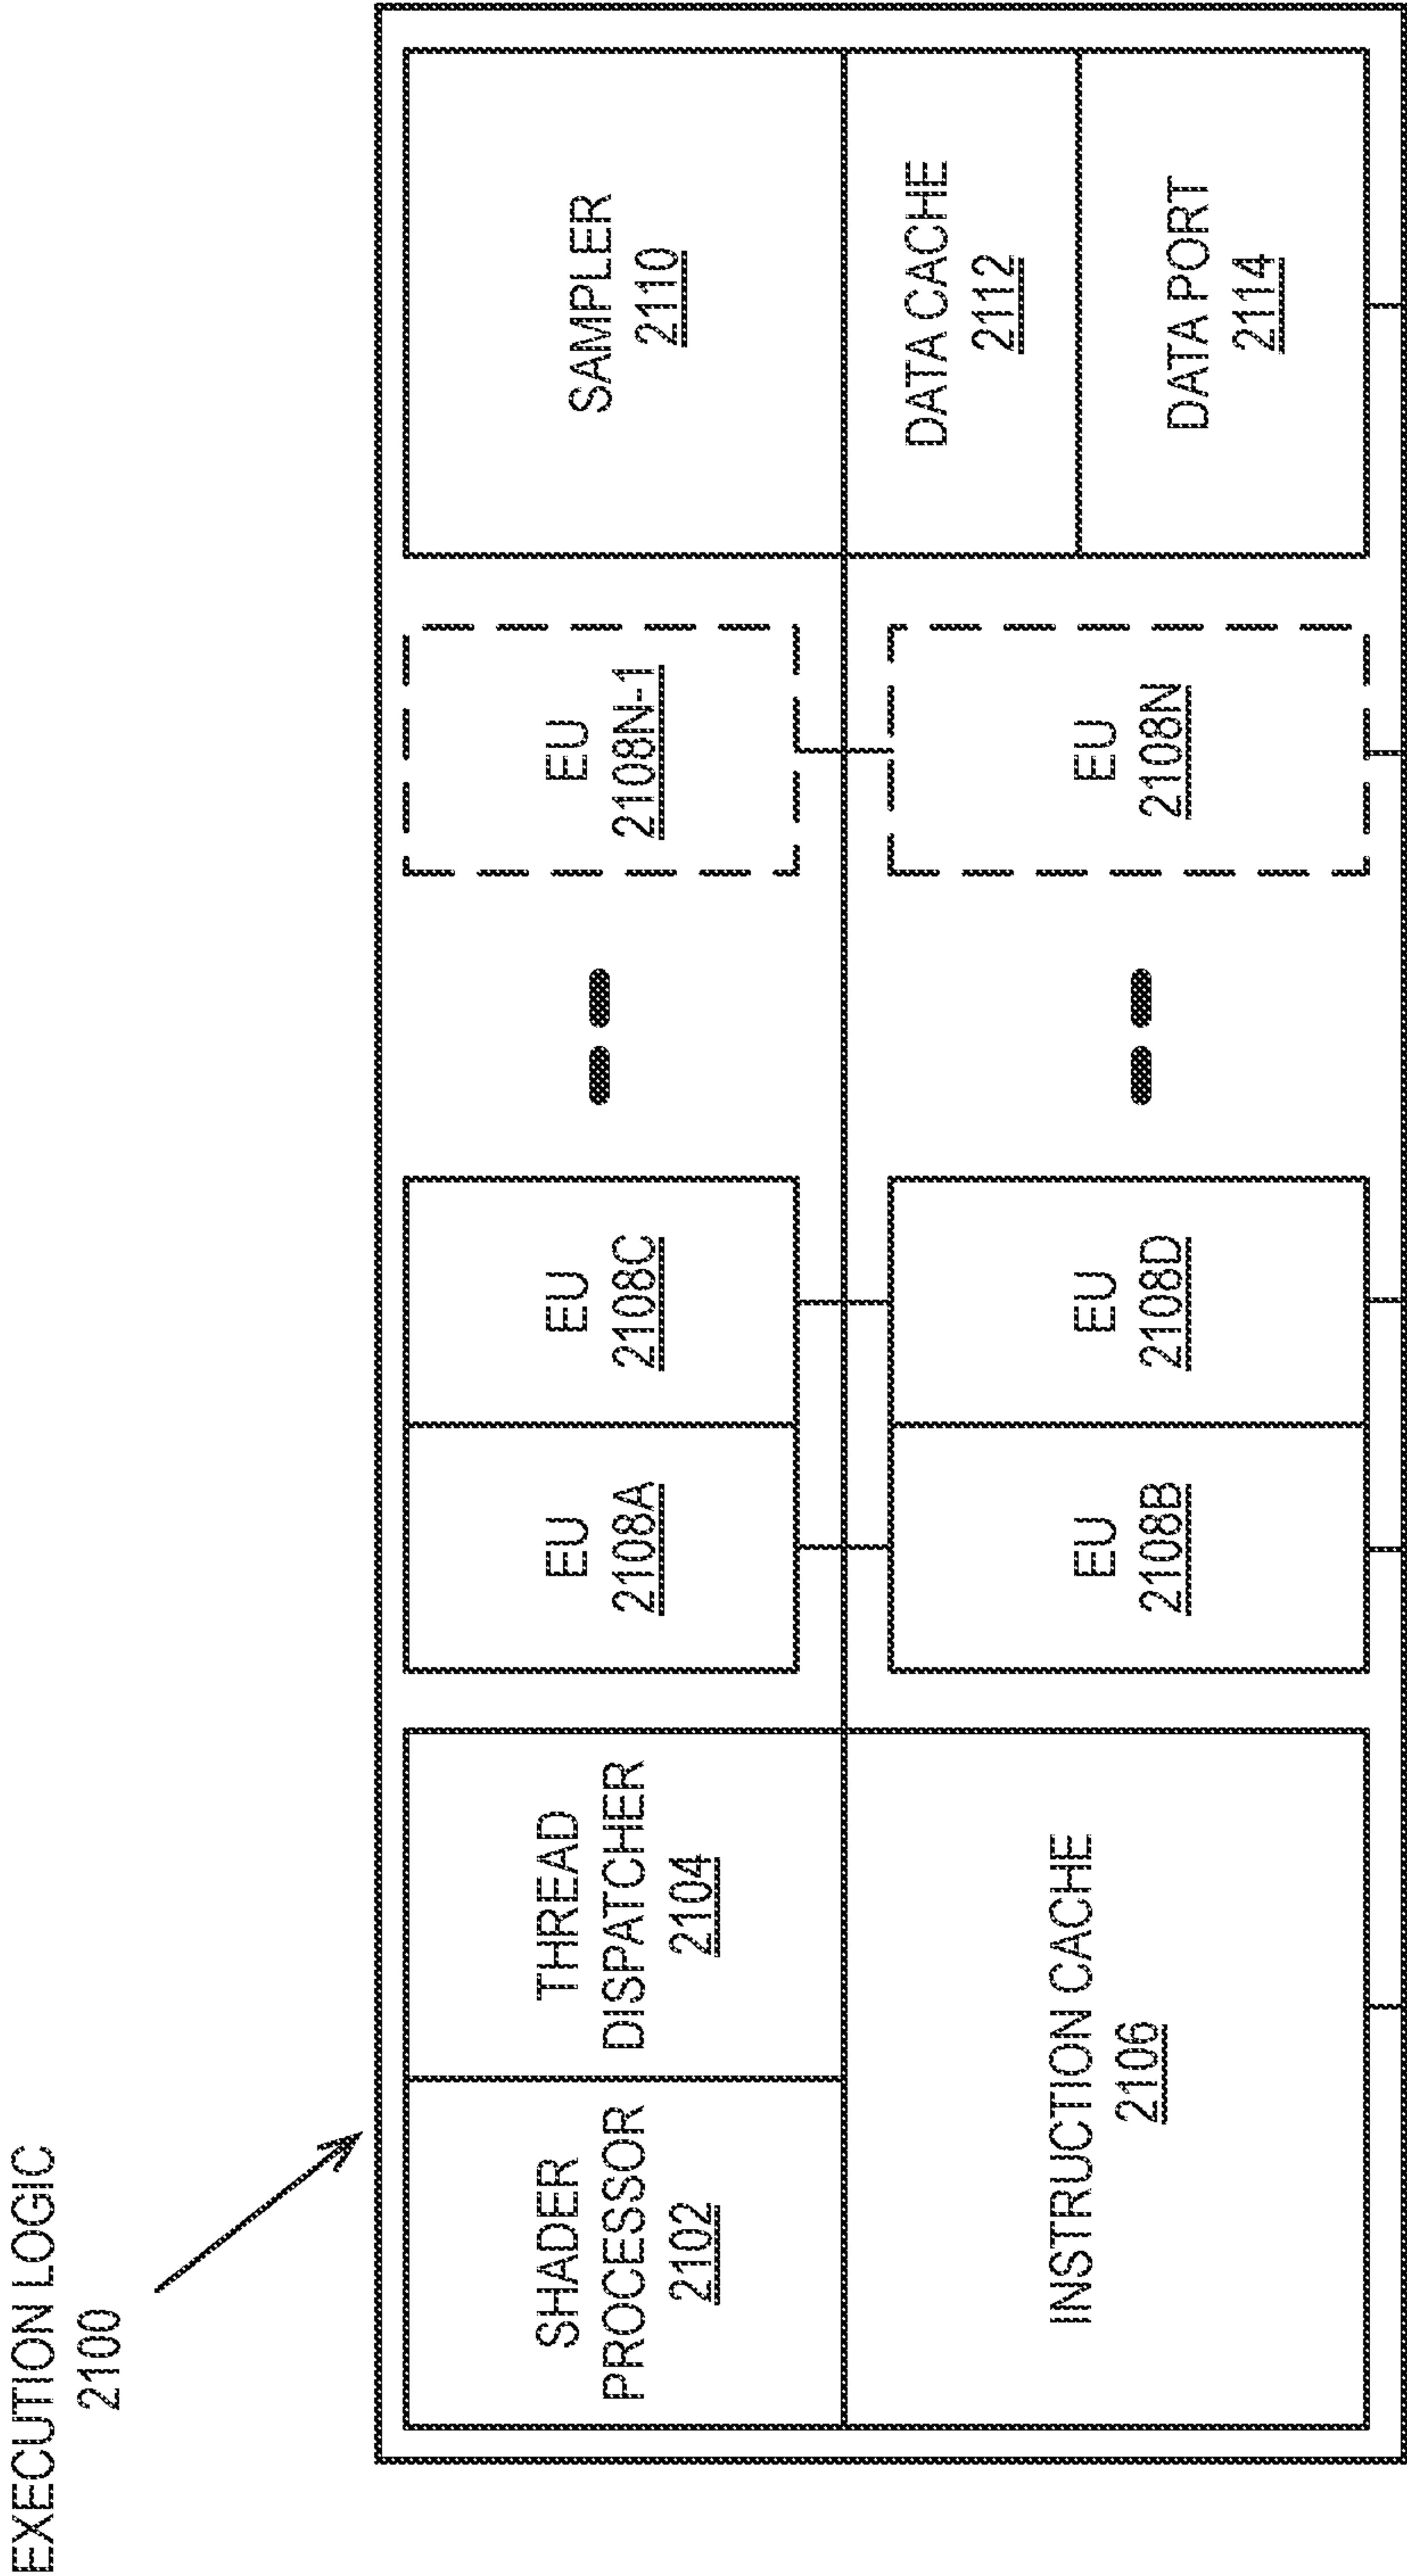 EXECUTION LOGIC
2100
SHADER
PROCESSOR
2102
THREAD
DISPATCHER
2104
INSTRUCTION CACHE
2106
EU
2108A
EU
2108C
EU
2108N-1
EU
2108B
EU
2108D
EU
2108N
SAMPLER
2110
DATA CACHE
2112
DATA PORT
2114